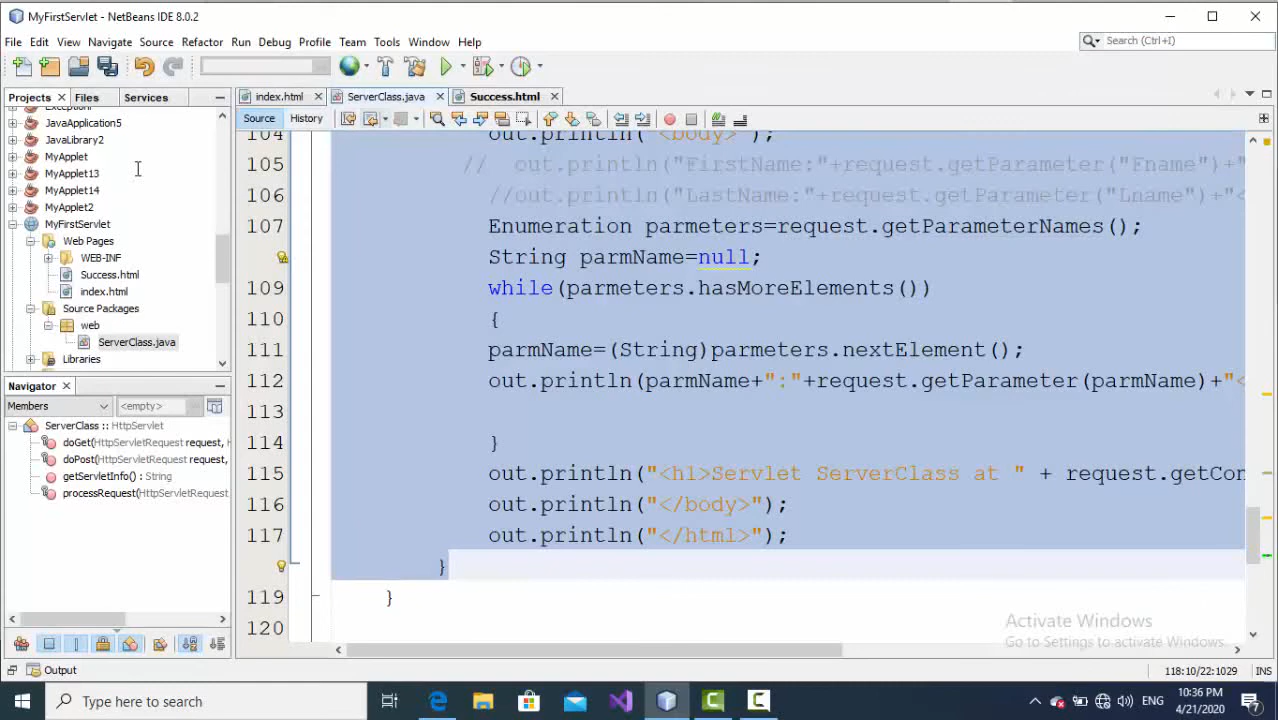 MyFirstServlet - NetBeans IDE 8.0.2
File Edit View Navigate Source Refactor Run Debug Profile Team Tools Window Help
Search (Ctrl+I)
Projects Files Services
index.html ServerClass.java Success.html
Source History
JavaApplication5
JavaLibrary2
MyApplet
MyApplet13
MyApplet14
MyApplet2
MyFirstServlet
Web Pages
WEB-INF
Success.html
index.html
Source Packages
web
ServerClass.java
Libraries
Navigator
Members <empty>
ServerClass :: HttpServlet
doGet(HttpServletRequest request,
doPost(HttpServletRequest request,
getServletInfo() : String
processRequest(HttpServletRequest
104 out.println("<body>");
105 // out.println("FirstName:"+request.getParameter("Fname")+"
106 //out.println("LastName:"+request.getParameter("Lname")+"<
107 Enumeration parmeters=request.getParameterNames();
String parmName=null;
109 while(parmeters.hasMoreElements())
110 {
111 parmName=(String)parmeters.nextElement();
112 out.println(parmName+":"+request.getParameter(parmName)+"<
113
114 }
115 out.println("<h1>Servlet ServerClass at " + request.getCon
116 out.println("</body>");
117 out.println("</html>");
}
119 }
120
Activate Windows
Go to Settings to activate Windows.
Output
118:10/22:1029 INS
Type here to search
ENG
10:36 PM
4/21/2020
7